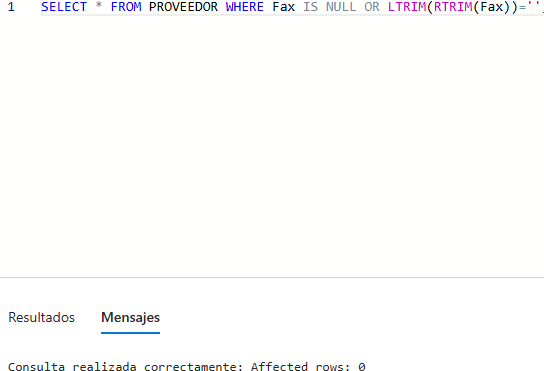 1 SELECT * FROM PROVEEDOR WHERE Fax IS NULL OR LTRIM(RTRIM(Fax))='';
Resultados Mensajes
Consulta realizada correctamente: Affected rows: 0